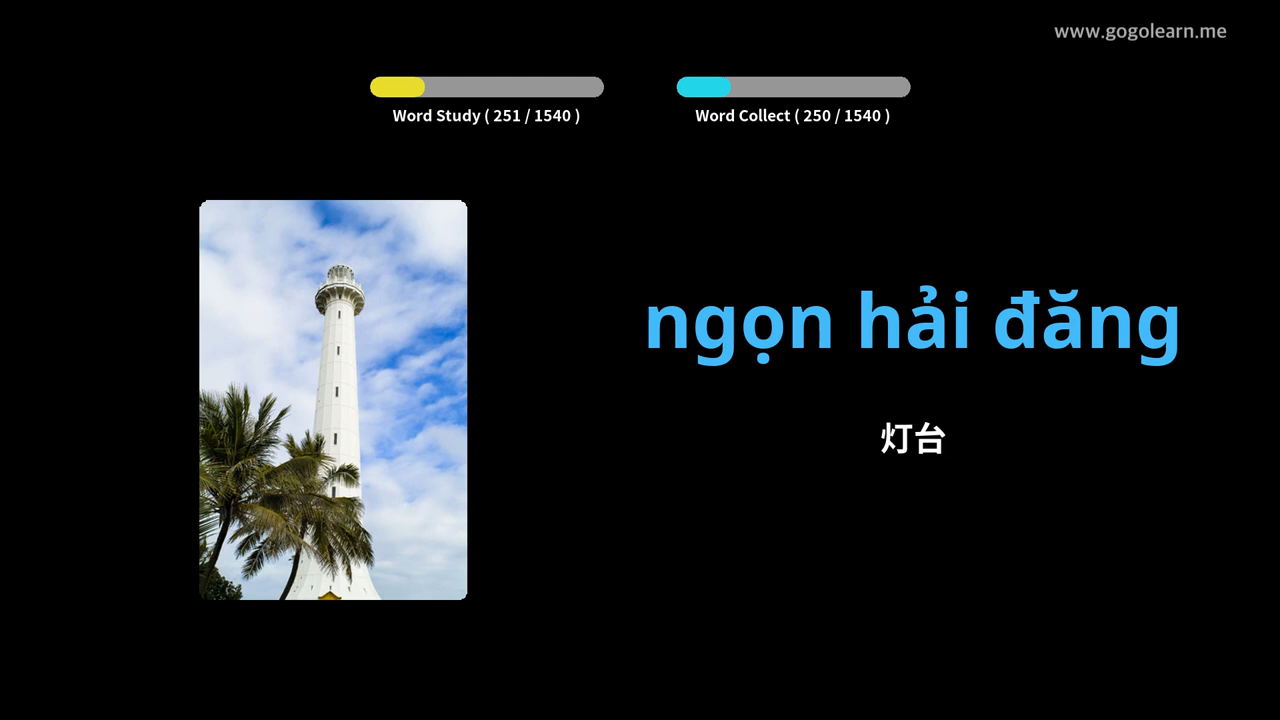 www.gogolearn.me
Word Study ( 251 / 1540 )
Word Collect ( 250 / 1540 )
ngọn hải đăng
灯台